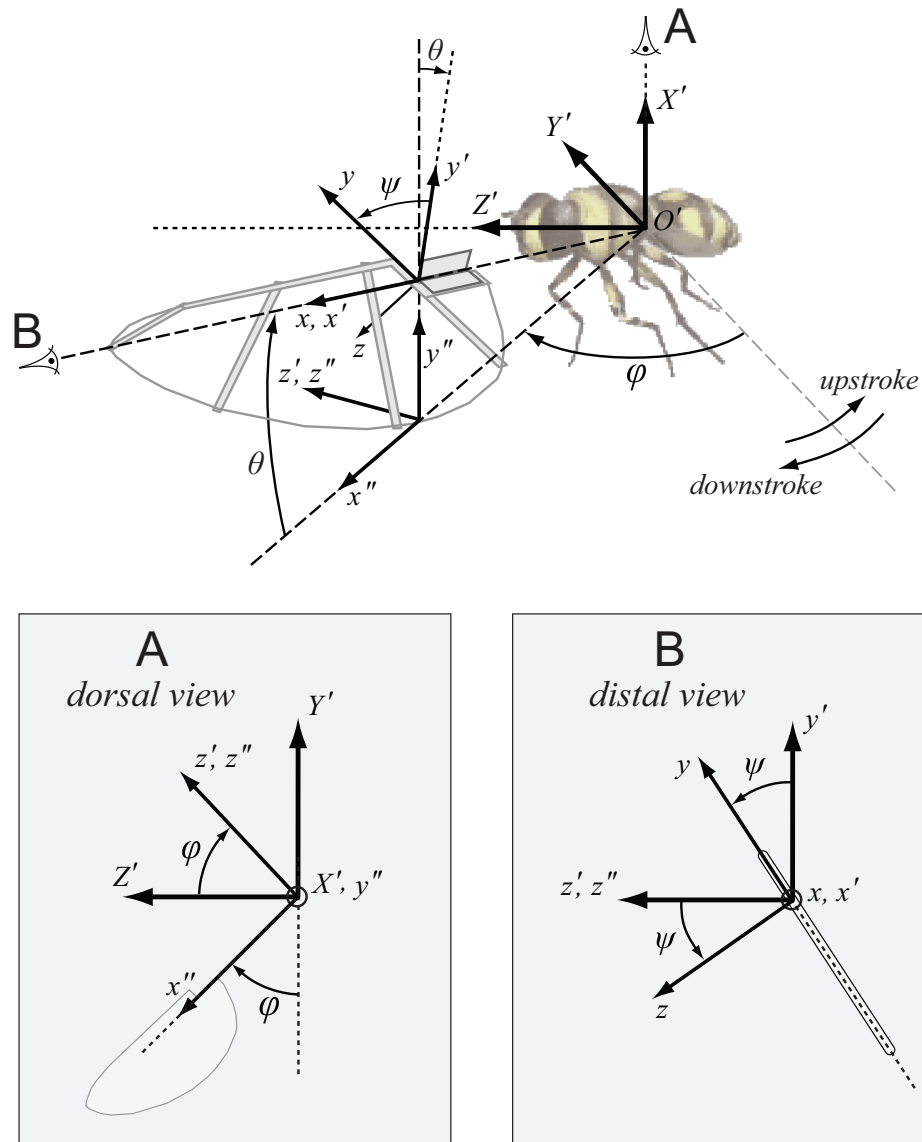 A
θ
X′
Y′
y
ψ
y′
Z′
O′
B
x, x′
z
y″
z′, z″
φ
upstroke
θ
downstroke
x″
A
dorsal view
Y′
z′, z″
φ
Z′
X′, y″
x″
φ
B
distal view
y′
ψ
y
z′, z″
x, x′
ψ
z